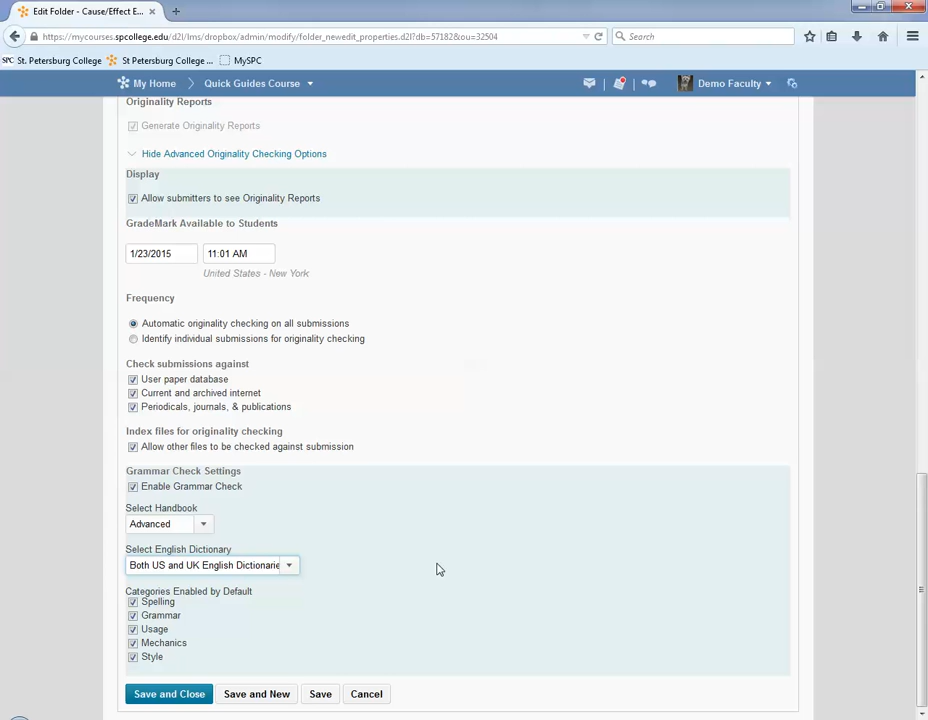 Edit Folder - Cause/Effect E...
https://mycourses.spcollege.edu/d2l/lms/dropbox/admin/modify/folder_newedit_properties.d2l?db=57182&ou=32504
Search
SPC St. Petersburg College
St Petersburg College ...
MySPC
My Home
Quick Guides Course
Demo Faculty
Originality Reports
Generate Originality Reports
Hide Advanced Originality Checking Options
Display
Allow submitters to see Originality Reports
GradeMark Available to Students
1/23/2015 11:01 AM
United States - New York
Frequency
Automatic originality checking on all submissions
Identify individual submissions for originality checking
Check submissions against
User paper database
Current and archived internet
Periodicals, journals, & publications
Index files for originality checking
Allow other files to be checked against submission
Grammar Check Settings
Enable Grammar Check
Select Handbook
Advanced
Select English Dictionary
Both US and UK English Dictionarie
Categories Enabled by Default
Spelling
Grammar
Usage
Mechanics
Style
Save and Close Save and New Save Cancel